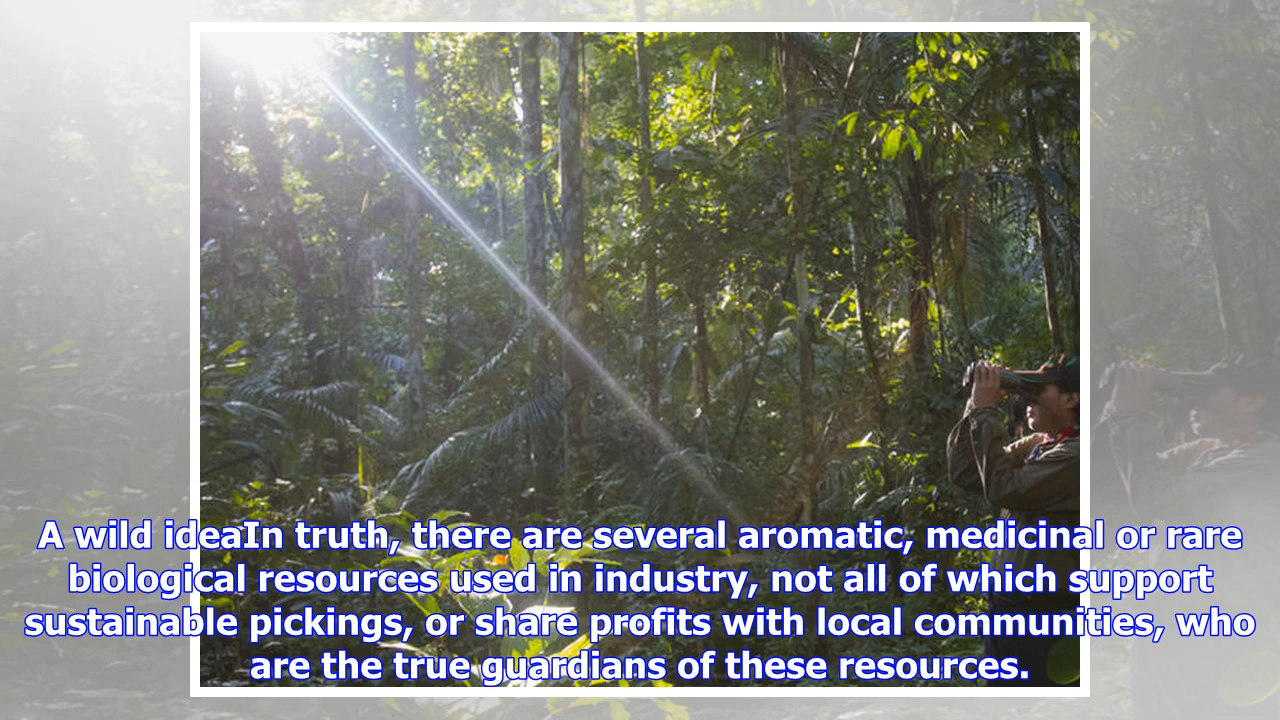 A wild ideaIn truth, there are several aromatic, medicinal or rare
biological resources used in industry, not all of which support
sustainable pickings, or share profits with local communities, who
are the true guardians of these resources.